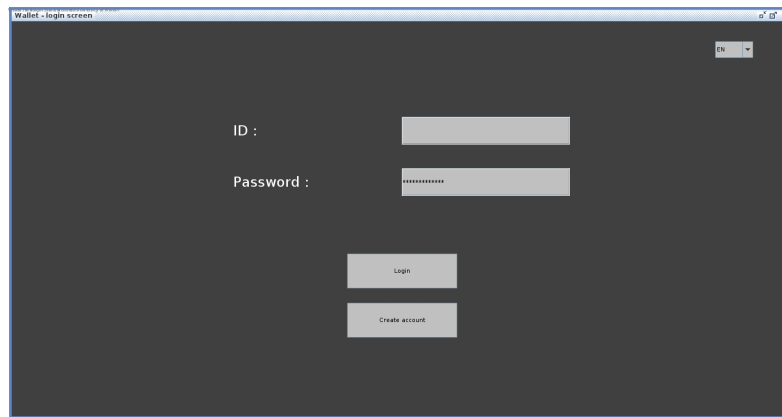 Wallet - login screen
EN
ID :
Password : *************
Login
Create account